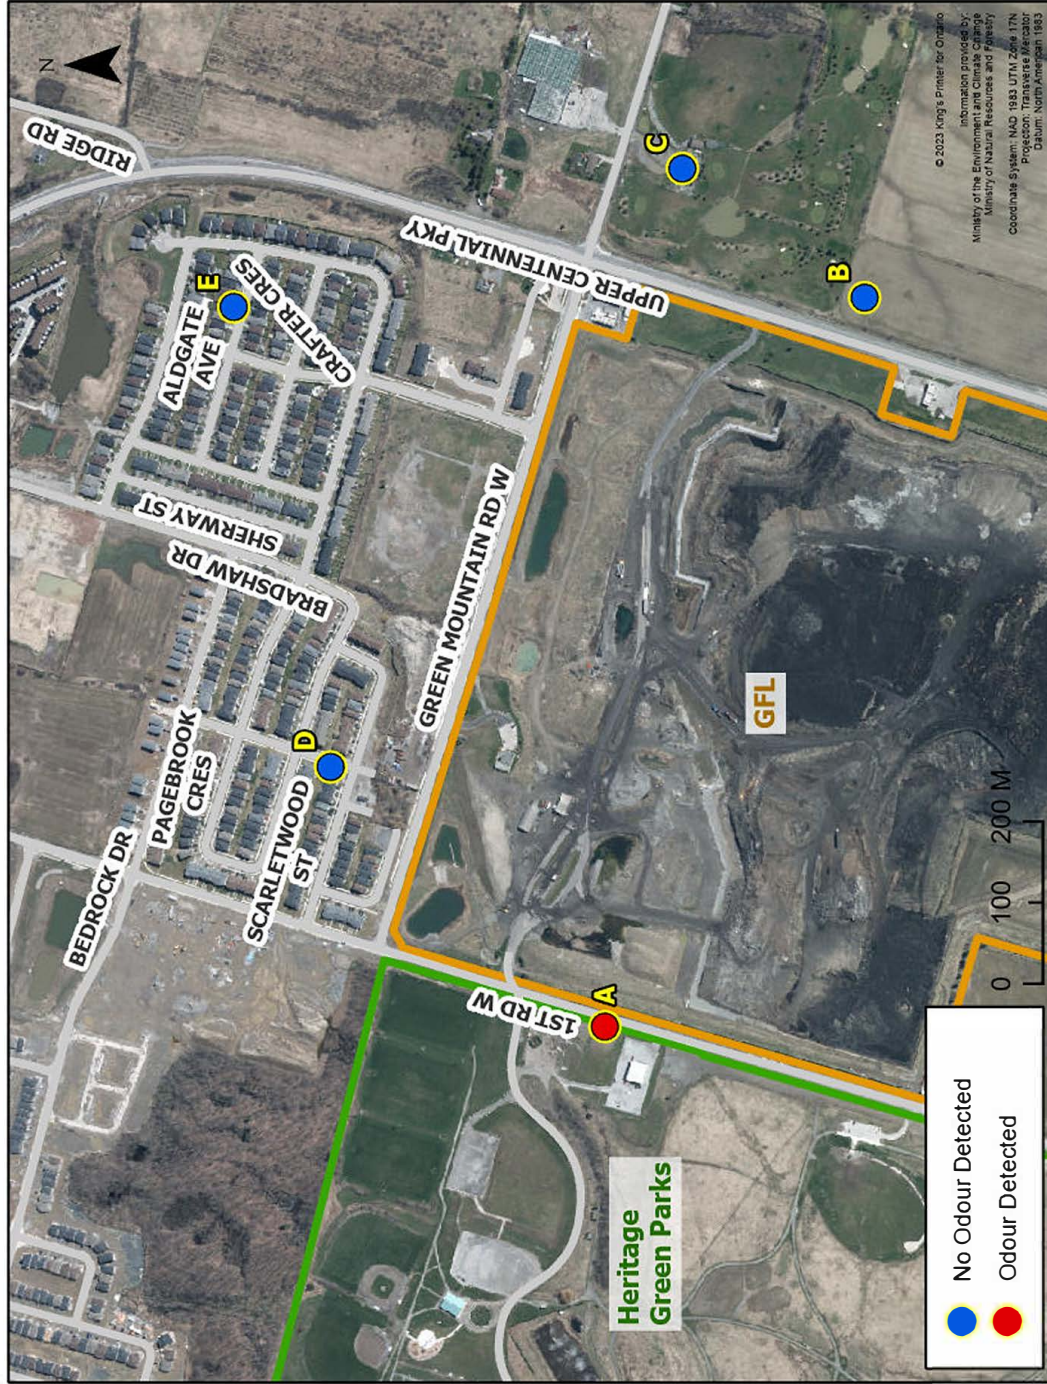 N
RIDGE RD
ALDGATE
AVE
E
CRAFTER CRES
UPPER CENTENNIAL PKY
C
B
SHERWAY ST
BRADSHAW DR
GREEN MOUNTAIN RD W
PAGEBROOK
CRES
D
SCARLETWOOD
ST
BEDROCK DR
1ST RD W
A
GFL
Heritage
Green Parks
0 100 200 M
No Odour Detected
Odour Detected
© 2023 King's Printer for Ontario
Information provided by:
Ministry of the Environment and Climate Change
Ministry of Natural Resources and Forestry
Coordinate System: NAD 1983 UTM Zone 17N
Projection: Transverse Mercator
Datum: North American 1983